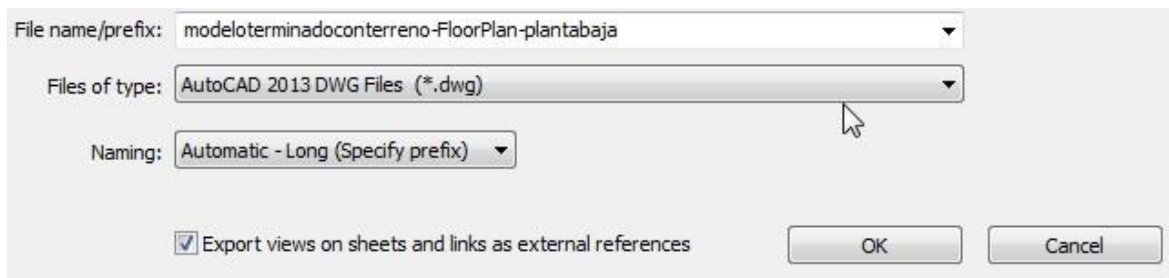 File name/prefix: modeloterminadoconterreno-FloorPlan-plantabaja
Files of type: AutoCAD 2013 DWG Files (*.dwg)
Naming: Automatic - Long (Specify prefix)
Export views on sheets and links as external references OK Cancel